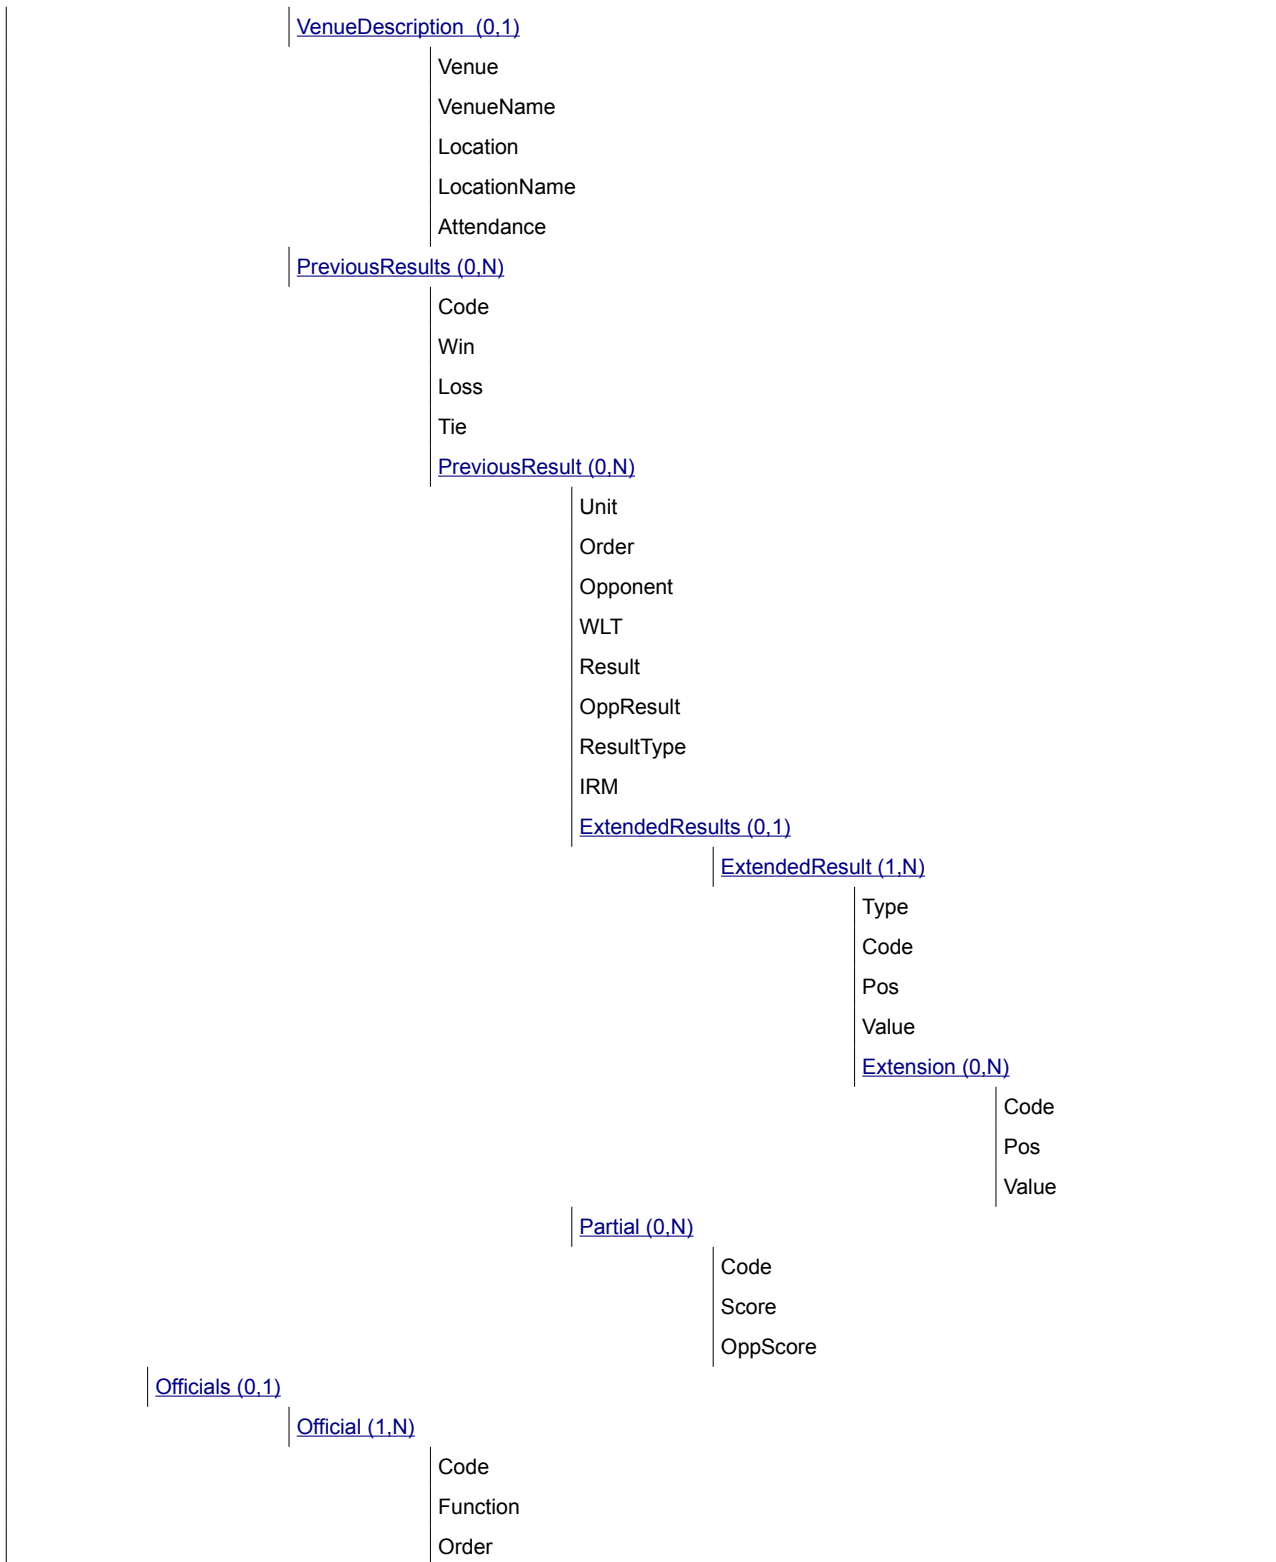 VenueDescription  (0,1)
Venue
VenueName
Location
LocationName
Attendance
PreviousResults (0,N)
Code
Win
Loss
Tie
PreviousResult (0,N)
Unit
Order
Opponent
WLT
Result
OppResult
ResultType
IRM
ExtendedResults (0,1)
ExtendedResult (1,N)
Type
Code
Pos
Value
Extension (0,N)
Code
Pos
Value
Partial (0,N)
Code
Score
OppScore
Officials (0,1)
Official (1,N)
Code
Function
Order